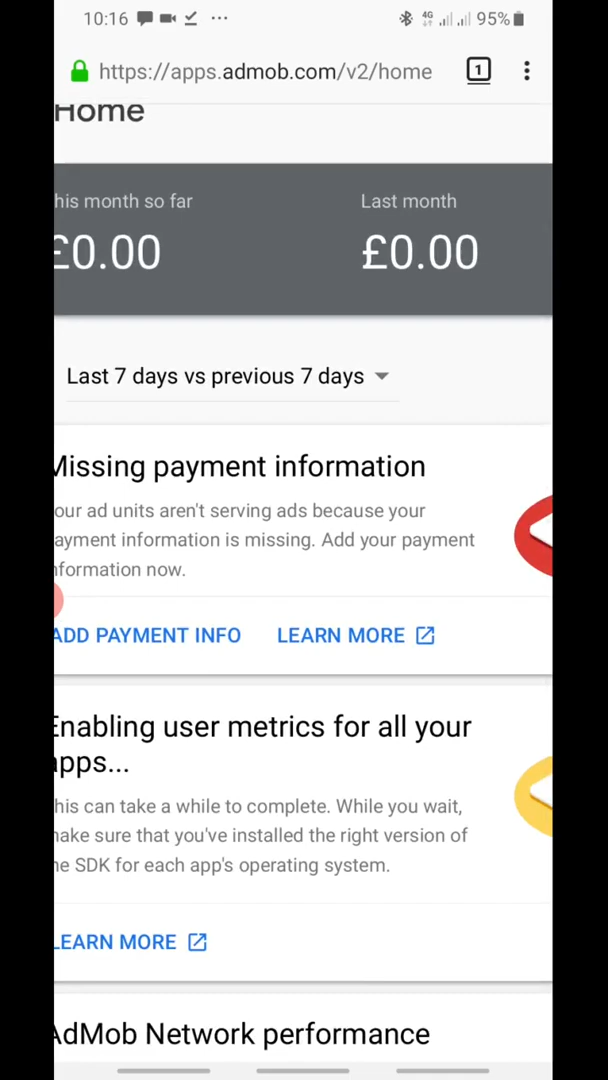 10:16
4G
95%
https://apps.admob.com/v2/home
1
Home
his month so far
Last month
£0.00
£0.00
Last 7 days vs previous 7 days
Missing payment information
our ad units aren't serving ads because your
ayment information is missing. Add your payment
nformation now.
ADD PAYMENT INFO
LEARN MORE
Enabling user metrics for all your
apps...
his can take a while to complete. While you wait,
make sure that you've installed the right version of
he SDK for each app's operating system.
LEARN MORE
AdMob Network performance